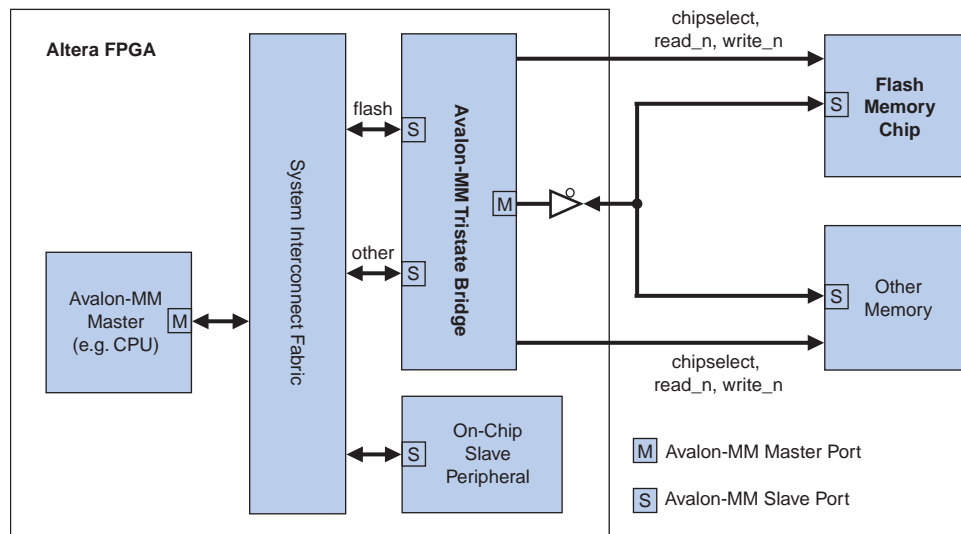 Altera FPGA
chipselect,
read_n, write_n
Flash
Memory
Chip
S
flash
S
Avalon-MM Tristate Bridge
M
System Interconnect Fabric
other
S
Avalon-MM
Master
(e.g. CPU)
M
Other
Memory
S
chipselect,
read_n, write_n
On-Chip
Slave
Peripheral
S
M Avalon-MM Master Port
S Avalon-MM Slave Port